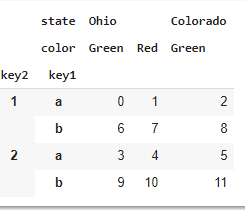 state Ohio Colorado
color Green Red Green
key2 key1
1 a 0 1 2
b 6 7 8
2 a 3 4 5
b 9 10 11